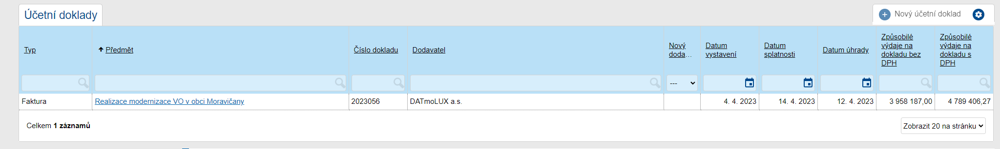 Účetní doklady
Nový účetní doklad
Typ
Předmět
Číslo dokladu
Dodavatel
Nový
doda...
Datum
vystavení
Datum
splatnosti
Datum úhrady
Způsobilé
výdaje na
dokladu bez
DPH
Způsobilé
výdaje na
dokladu s
DPH
---
Faktura Realizace modernizace VO v obci Moravičany 2023056 DATmoLUX a.s. 4. 4. 2023 14. 4. 2023 12. 4. 2023 3 958 187,00 4 789 406,27
Celkem 1 záznamů
Zobrazit 20 na stránku